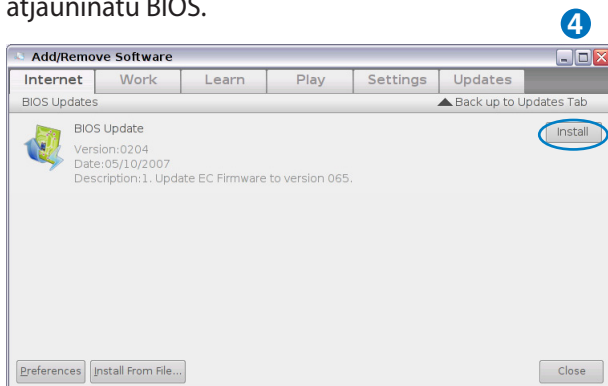 atjauninātu BIOS.
4
Add/Remove Software
Internet Work Learn Play Settings Updates
BIOS Updates Back up to Updates Tab
BIOS Update Install
Version:0204
Date:05/10/2007
Description:1. Update EC Firmware to version 065.
Preferences Install From File... Close